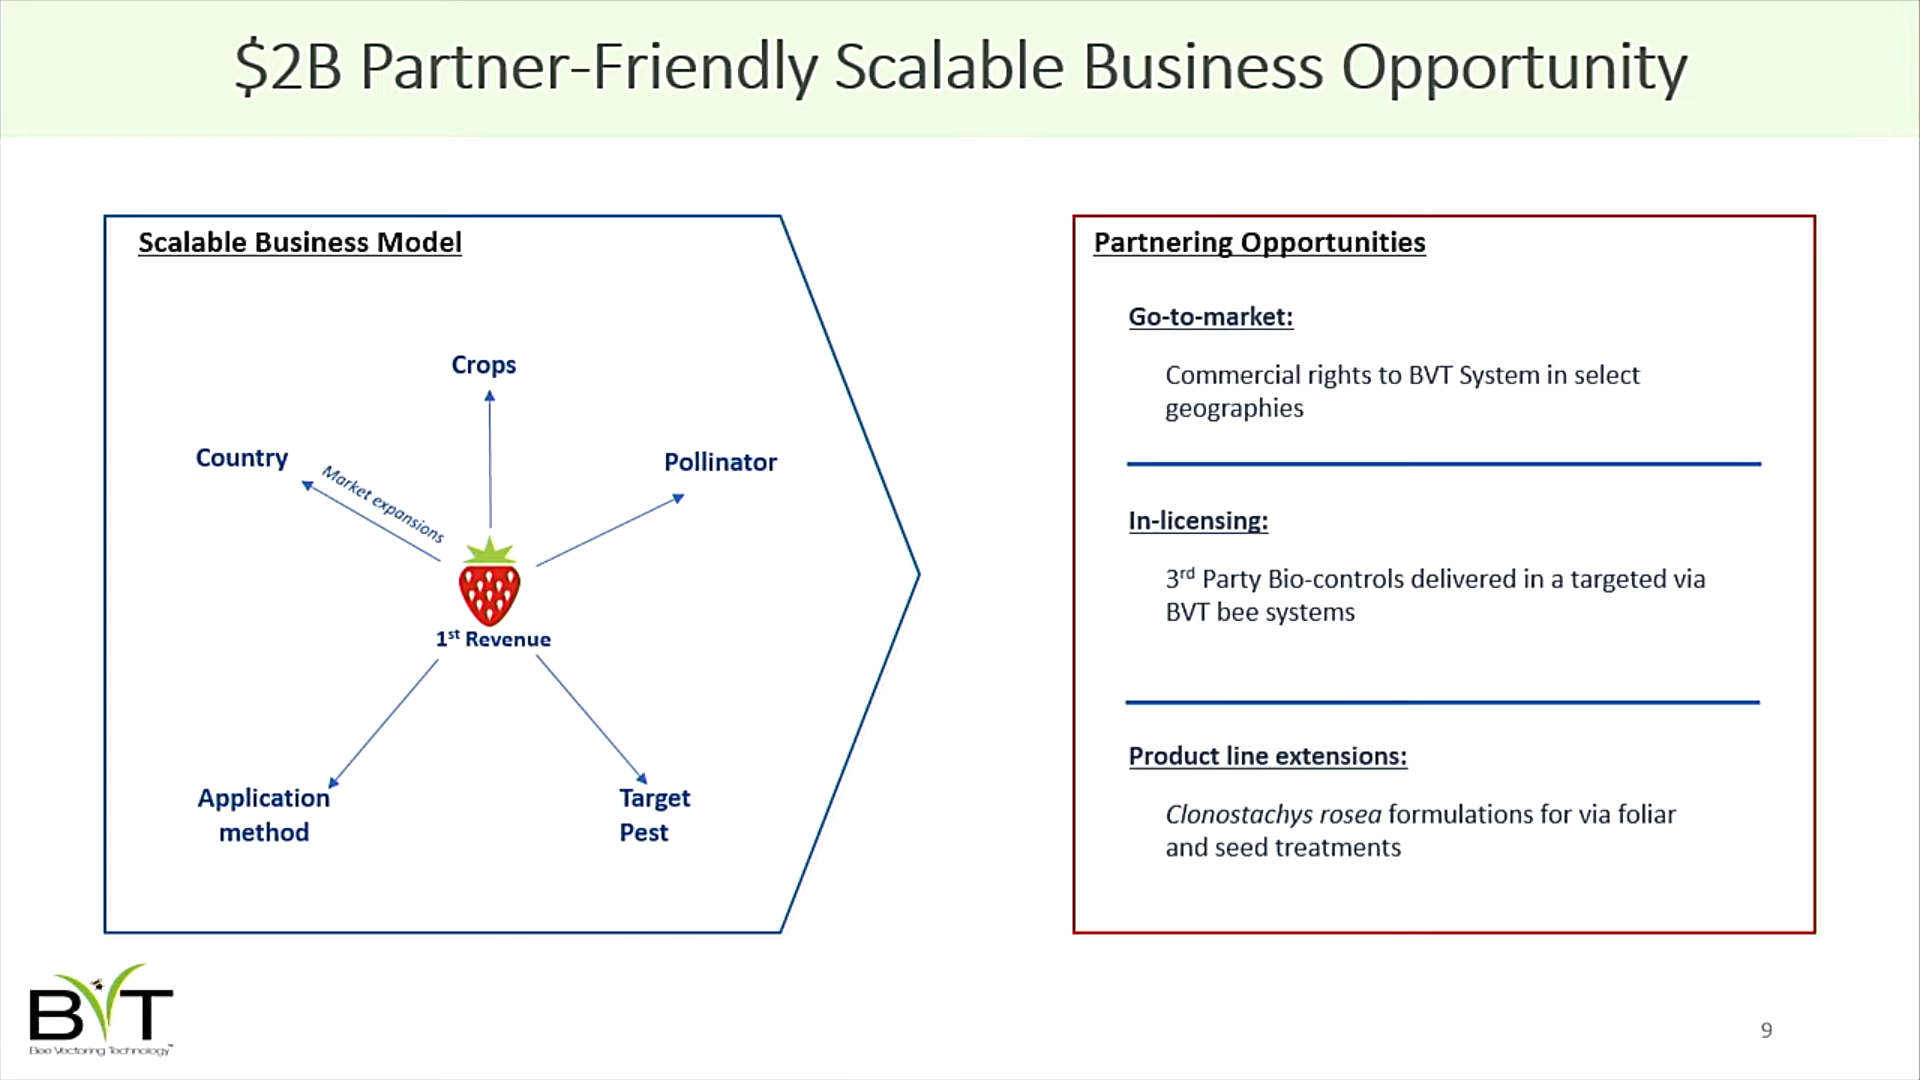 $2B Partner-Friendly Scalable Business Opportunity
Scalable Business Model
Crops
Country
Market expansions
Pollinator
1st Revenue
Application
method
Target
Pest
Partnering Opportunities
Go-to-market:
Commercial rights to BVT System in select
geographies
In-licensing:
3rd Party Bio-controls delivered in a targeted via
BVT bee systems
Product line extensions:
Clonostachys rosea formulations for via foliar
and seed treatments
BVT
Bee Vectoring Technology™
9